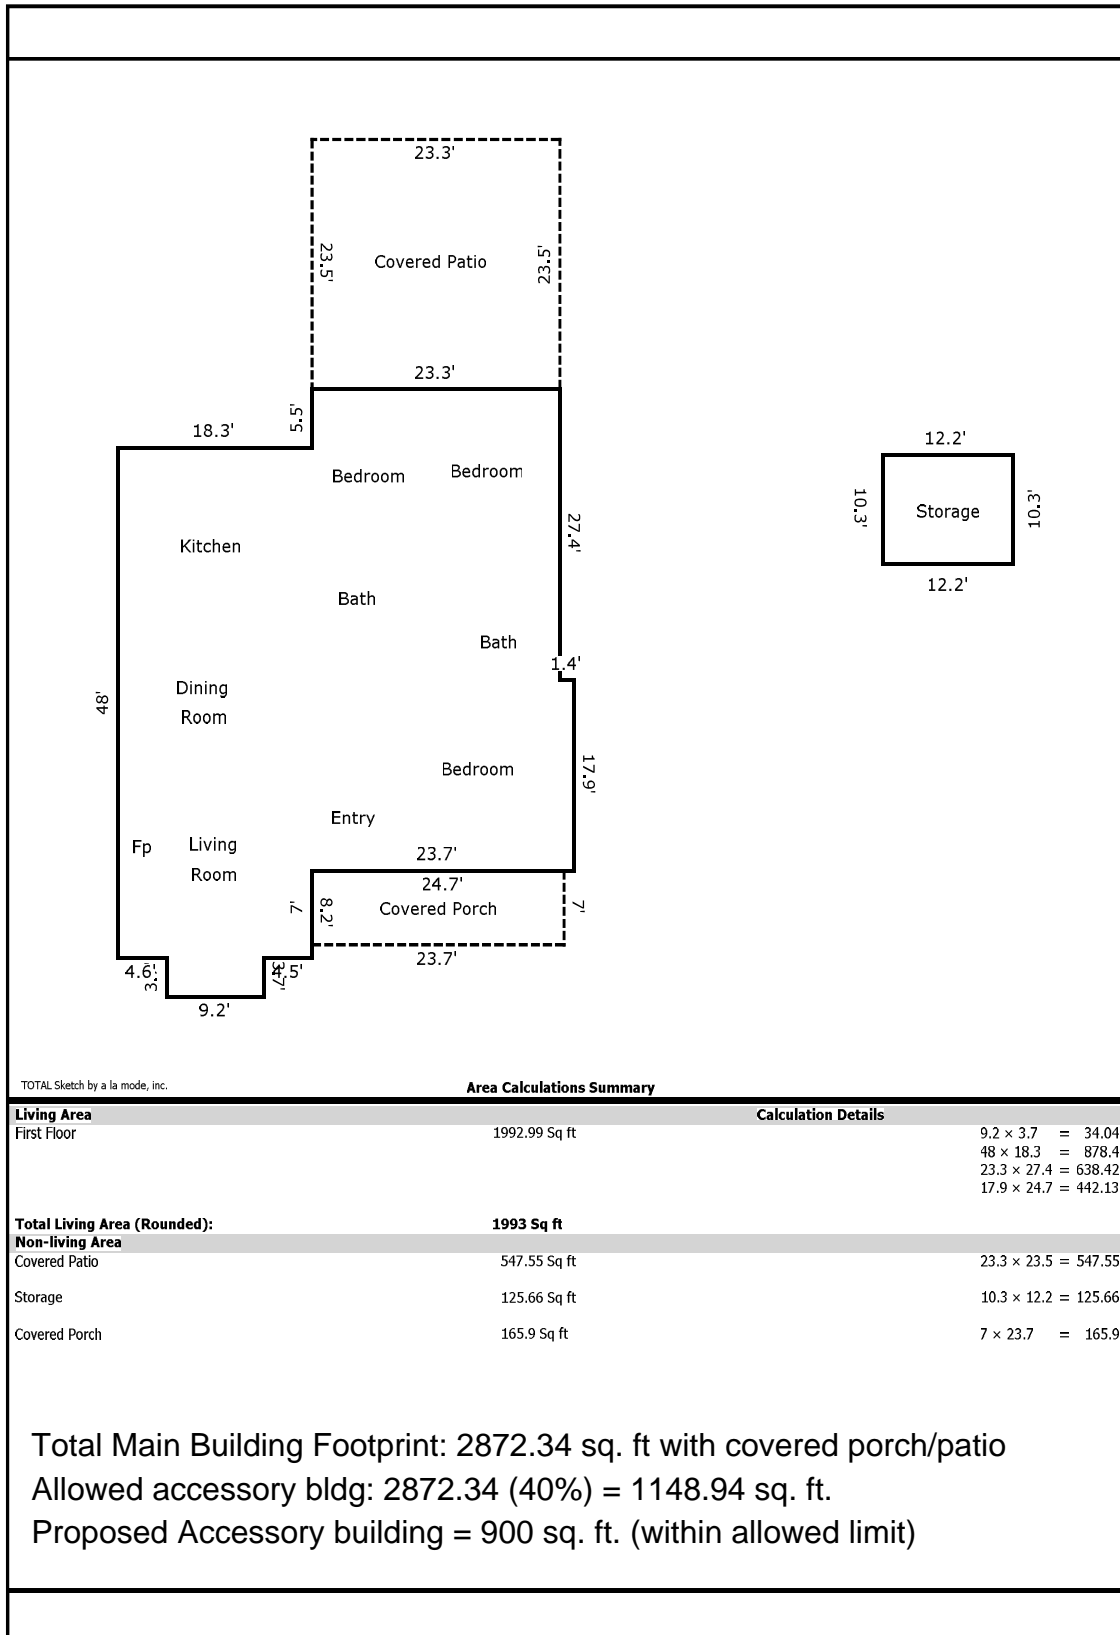 23.3'
23.5'
Covered Patio
23.5'
23.3'
5.5'
18.3'
12.2'
Bedroom
Bedroom
10.3'
Storage
10.3'
27.4'
Kitchen
12.2'
Bath
Bath
1.4'
48'
Dining
Room
Bedroom
17.9'
Entry
Fp
Living
Room
23.7'
24.7'
7'
8.2'
Covered Porch
7'
4.6'
4.5'
3.7'
23.7'
9.2'
TOTAL Sketch by a la mode, inc.
Area Calculations Summary
Living Area Calculation Details
First Floor 1992.99 Sq ft 9.2 × 3.7 = 34.04
48 × 18.3 = 878.4
23.3 × 27.4 = 638.42
17.9 × 24.7 = 442.13
Total Living Area (Rounded): 1993 Sq ft
Non-living Area
Covered Patio 547.55 Sq ft 23.3 × 23.5 = 547.55
Storage 125.66 Sq ft 10.3 × 12.2 = 125.66
Covered Porch 165.9 Sq ft 7 × 23.7 = 165.9
Total Main Building Footprint: 2872.34 sq. ft with covered porch/patio
Allowed accessory bldg: 2872.34 (40%) = 1148.94 sq. ft.
Proposed Accessory building = 900 sq. ft. (within allowed limit)